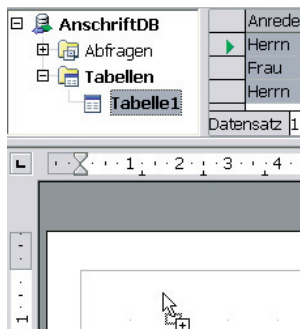 AnschriftDB
Abfragen
Tabellen
Tabelle1
Anrede
Herrn
Frau
Herrn
Datensatz 1
1 2 3 4
1